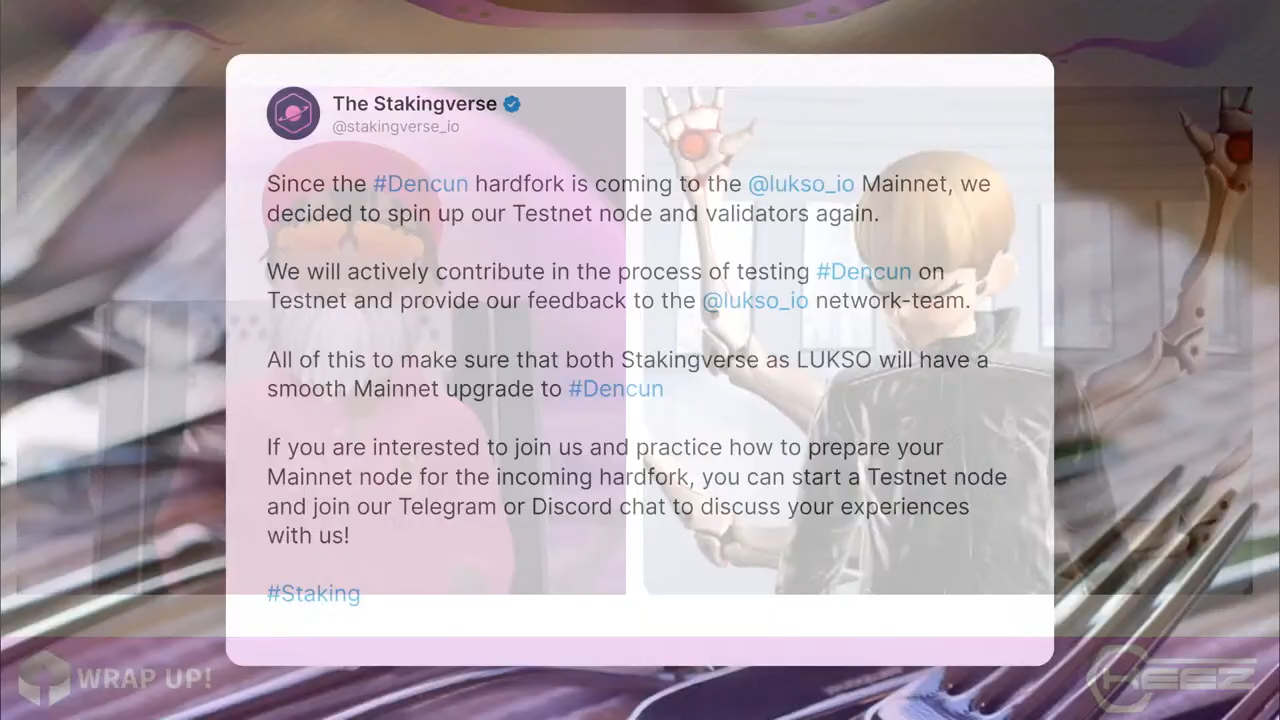 The Stakingverse
@stakingverse_io
Since the #Dencun hardfork is coming to the @lukso_io Mainnet, we
decided to spin up our Testnet node and validators again.
We will actively contribute in the process of testing #Dencun on
Testnet and provide our feedback to the @lukso_io network-team.
All of this to make sure that both Stakingverse as LUKSO will have a
smooth Mainnet upgrade to #Dencun
If you are interested to join us and practice how to prepare your
Mainnet node for the incoming hardfork, you can start a Testnet node
and join our Telegram or Discord chat to discuss your experiences
with us!
#Staking
WRAP UP!